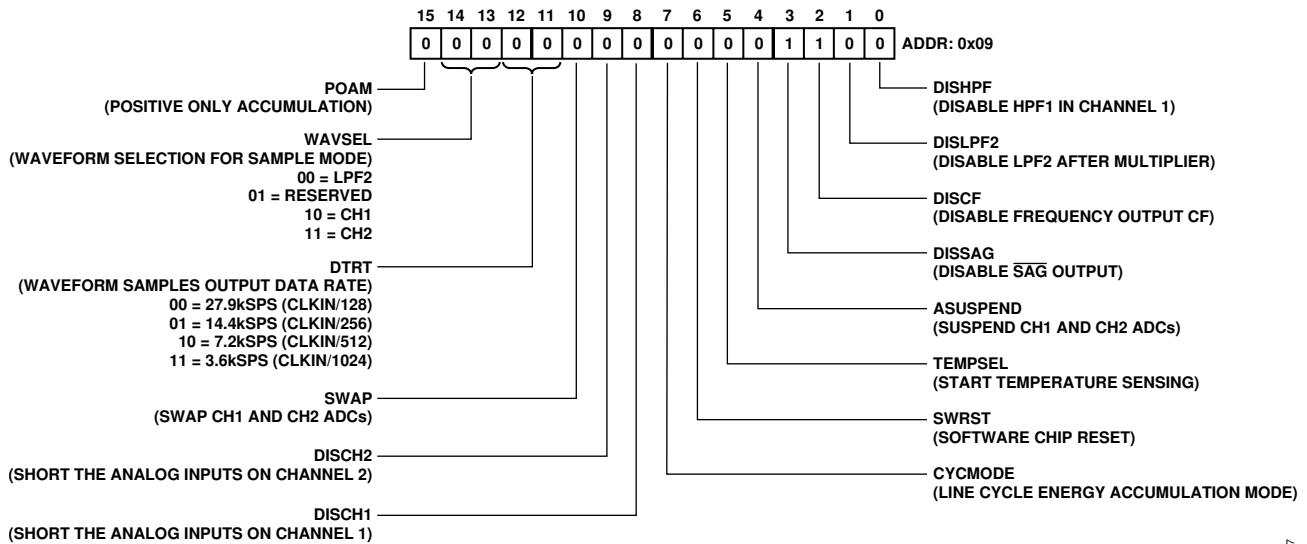 15 14 13 12 11 10 9 8 7 6 5 4 3 2 1 0
0 0 0 0 0 0 0 0 0 0 0 0 1 1 0 0 ADDR: 0x09
POAM
(POSITIVE ONLY ACCUMULATION)
WAVSEL
(WAVEFORM SELECTION FOR SAMPLE MODE)
00 = LPF2
01 = RESERVED
10 = CH1
11 = CH2
DTRT
(WAVEFORM SAMPLES OUTPUT DATA RATE)
00 = 27.9kSPS (CLKIN/128)
01 = 14.4kSPS (CLKIN/256)
10 = 7.2kSPS (CLKIN/512)
11 = 3.6kSPS (CLKIN/1024)
SWAP
(SWAP CH1 AND CH2 ADCs)
DISCH2
(SHORT THE ANALOG INPUTS ON CHANNEL 2)
DISCH1
(SHORT THE ANALOG INPUTS ON CHANNEL 1)
DISHPF
(DISABLE HPF1 IN CHANNEL 1)
DISLPF2
(DISABLE LPF2 AFTER MULTIPLIER)
DISCF
(DISABLE FREQUENCY OUTPUT CF)
DISSAG
(DISABLE SAG OUTPUT)
ASUSPEND
(SUSPEND CH1 AND CH2 ADCs)
TEMPSEL
(START TEMPERATURE SENSING)
SWRST
(SOFTWARE CHIP RESET)
CYCMODE
(LINE CYCLE ENERGY ACCUMULATION MODE)